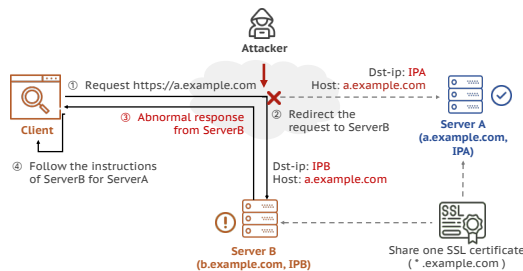 Attacker
① Request https://a.example.com
Dst-ip: IPA
Host: a.example.com
Client
③ Abnormal response
from ServerB
② Redirect the
request to ServerB
Server A
(a.example.com,
IPA)
④ Follow the instructions
of ServerB for ServerA
Dst-ip: IPB
Host: a.example.com
SSL
Server B
(b.example.com, IPB)
Share one SSL certificate
( * .example.com )